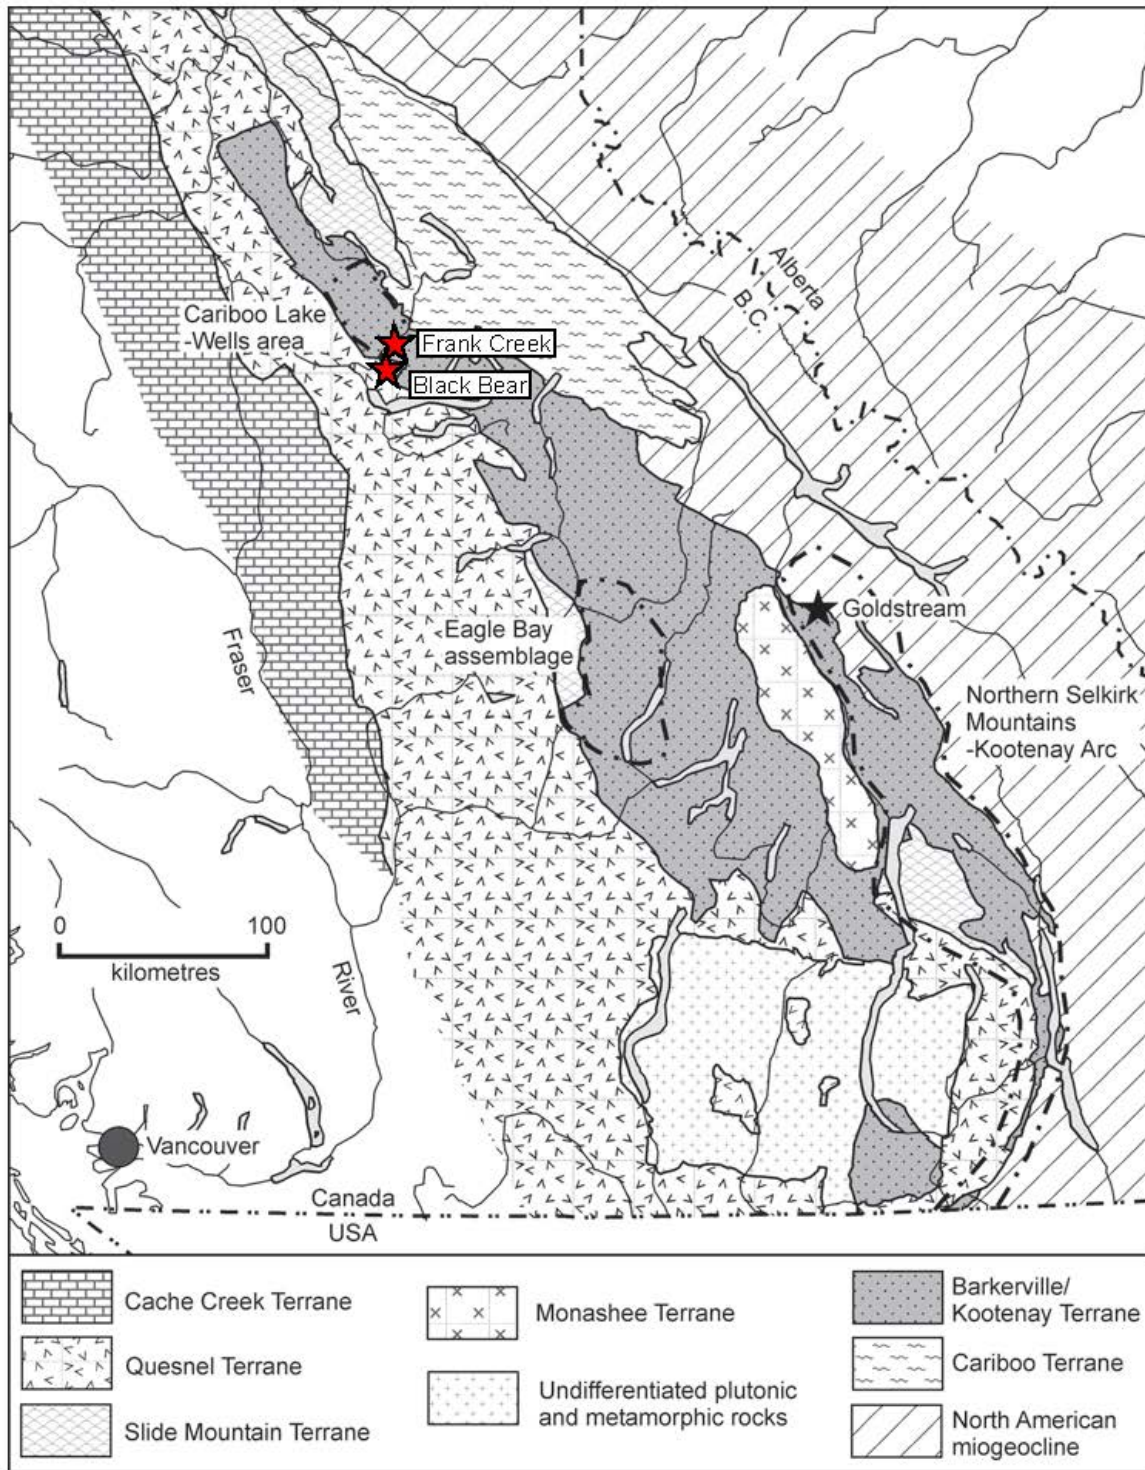 Alberta
B.C.
Cariboo Lake
-Wells area
Frank Creek
Black Bear
Goldstream
Eagle Bay
assemblage
Fraser
Northern Selkirk
Mountains
-Kootenay Arc
0 100
kilometres
River
Vancouver
Canada
USA
Cache Creek Terrane
Quesnel Terrane
Slide Mountain Terrane
Monashee Terrane
Undifferentiated plutonic
and metamorphic rocks
Barkerville/
Kootenay Terrane
Cariboo Terrane
North American
miogeocline